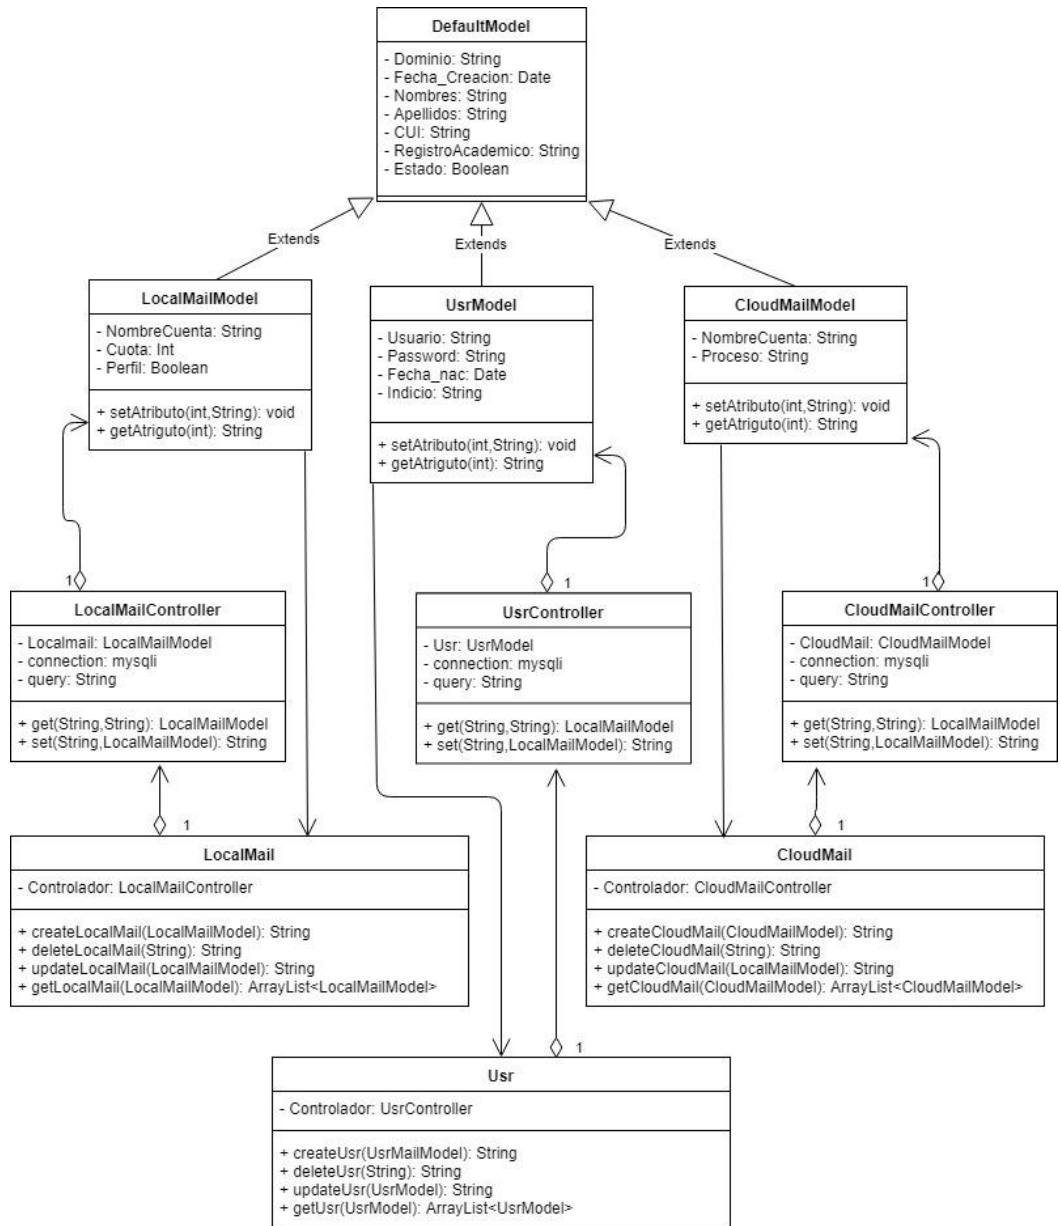 DefaultModel
- Dominio: String
- Fecha_Creacion: Date
- Nombres: String
- Apellidos: String
- CUI: String
- RegistroAcademico: String
- Estado: Boolean
Extends
Extends
Extends
LocalMailModel
- NombreCuenta: String
- Cuota: Int
- Perfil: Boolean
+ setAtributo(int,String): void
+ getAtriguto(int): String
UsrModel
- Usuario: String
- Password: String
- Fecha_nac: Date
- Indicio: String
+ setAtributo(int,String): void
+ getAtriguto(int): String
CloudMailModel
- NombreCuenta: String
- Proceso: String
+ setAtributo(int,String): void
+ getAtriguto(int): String
1
LocalMailController
- Localmail: LocalMailModel
- connection: mysqli
- query: String
+ get(String,String): LocalMailModel
+ set(String,LocalMailModel): String
1
UsrController
- Usr: UsrModel
- connection: mysqli
- query: String
+ get(String,String): LocalMailModel
+ set(String,LocalMailModel): String
1
CloudMailController
- CloudMail: CloudMailModel
- connection: mysqli
- query: String
+ get(String,String): LocalMailModel
+ set(String,LocalMailModel): String
1
LocalMail
- Controlador: LocalMailController
+ createLocalMail(LocalMailModel): String
+ deleteLocalMail(String): String
+ updateLocalMail(LocalMailModel): String
+ getLocalMail(LocalMailModel): ArrayList<LocalMailModel>
1
CloudMail
- Controlador: CloudMailController
+ createCloudMail(CloudMailModel): String
+ deleteCloudMail(String): String
+ updateCloudMail(LocalMailModel): String
+ getCloudMail(CloudMailModel): ArrayList<CloudMailModel>
1
Usr
- Controlador: UsrController
+ createUsr(UsrMailModel): String
+ deleteUsr(String): String
+ updateUsr(UsrModel): String
+ getUsr(UsrModel): ArrayList<UsrModel>